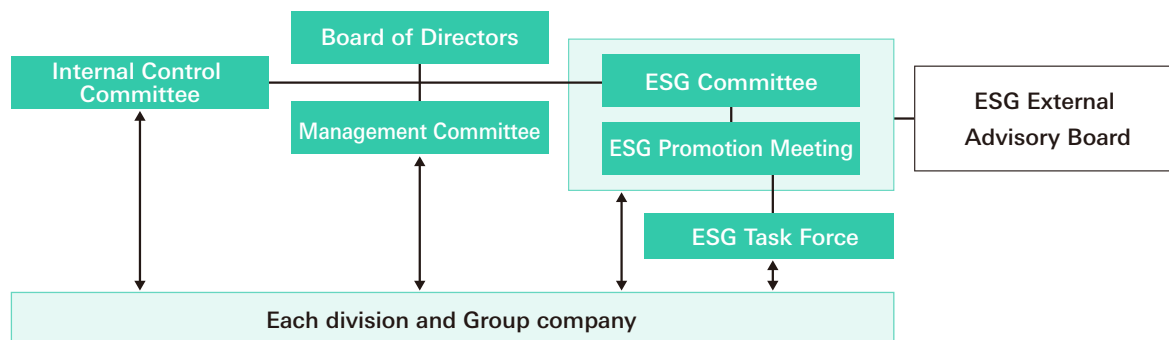 Board of Directors
Internal Control
Committee
ESG Committee
ESG External
Advisory Board
Management Committee
ESG Promotion Meeting
ESG Task Force
Each division and Group company